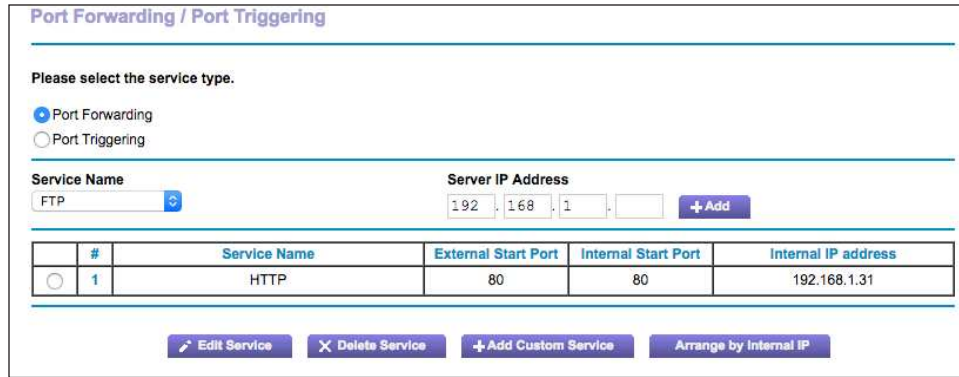 Port Forwarding / Port Triggering
Please select the service type.
Port Forwarding
Port Triggering
Service Name Server IP Address
FTP 192 . 168 . 1 . + Add
# Service Name External Start Port Internal Start Port Internal IP address
1 HTTP 80 80 192.168.1.31
Edit Service X Delete Service + Add Custom Service Arrange by Internal IP